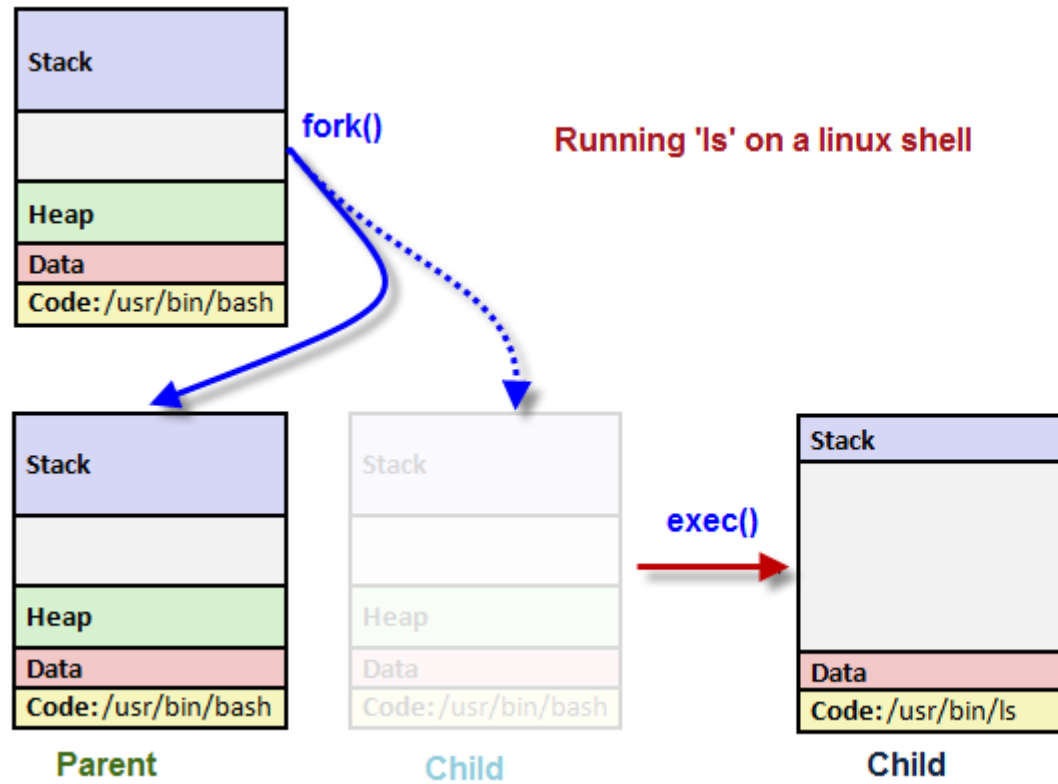 Stack
fork()
Running 'ls' on a linux shell
Heap
Data
Code: /usr/bin/bash
Stack
Heap
Data
Code: /usr/bin/bash
Parent
Stack
Heap
Data
Code: /usr/bin/bash
Child
exec()
Stack
Data
Code: /usr/bin/ls
Child